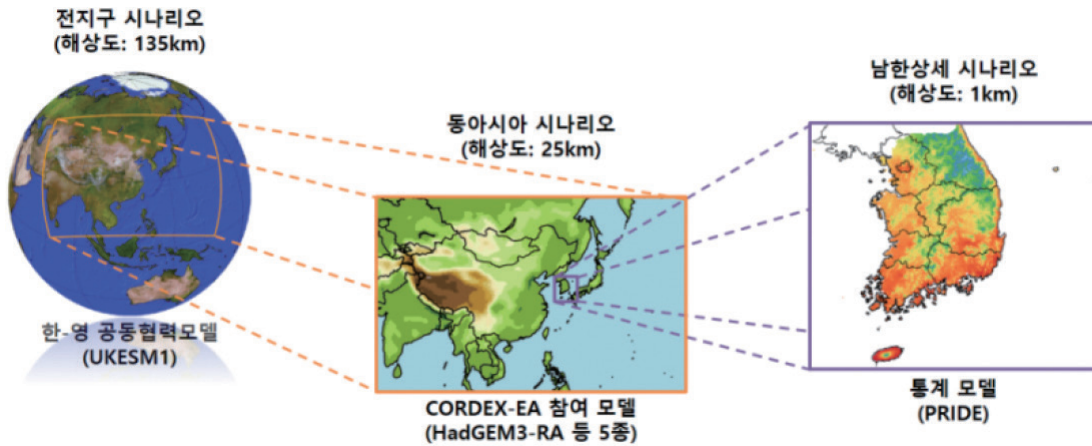 전지구 시나리오
(해상도: 135km)
한-영 공동협력모델
(UKESM1)
동아시아 시나리오
(해상도: 25km)
CORDEX-EA 참여 모델
(HadGEM3-RA 등 5종)
남한상세 시나리오
(해상도: 1km)
통계 모델
(PRIDE)